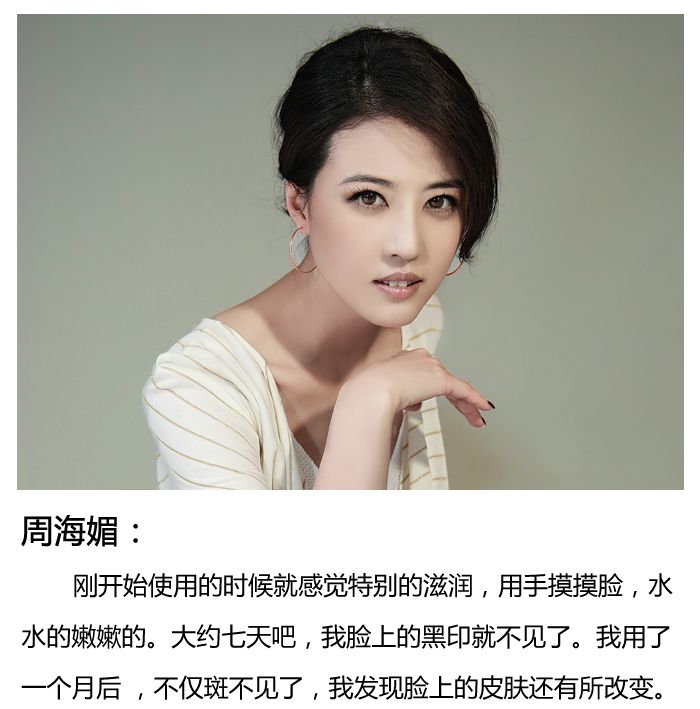 周海媚：
刚开始使用的时候就感觉特别的滋润，用手摸摸脸，水
水的嫩嫩的。大约七天吧，我脸上的黑印就不见了。我用了
一个月后 ，不仅斑不见了，我发现脸上的皮肤还有所改变。